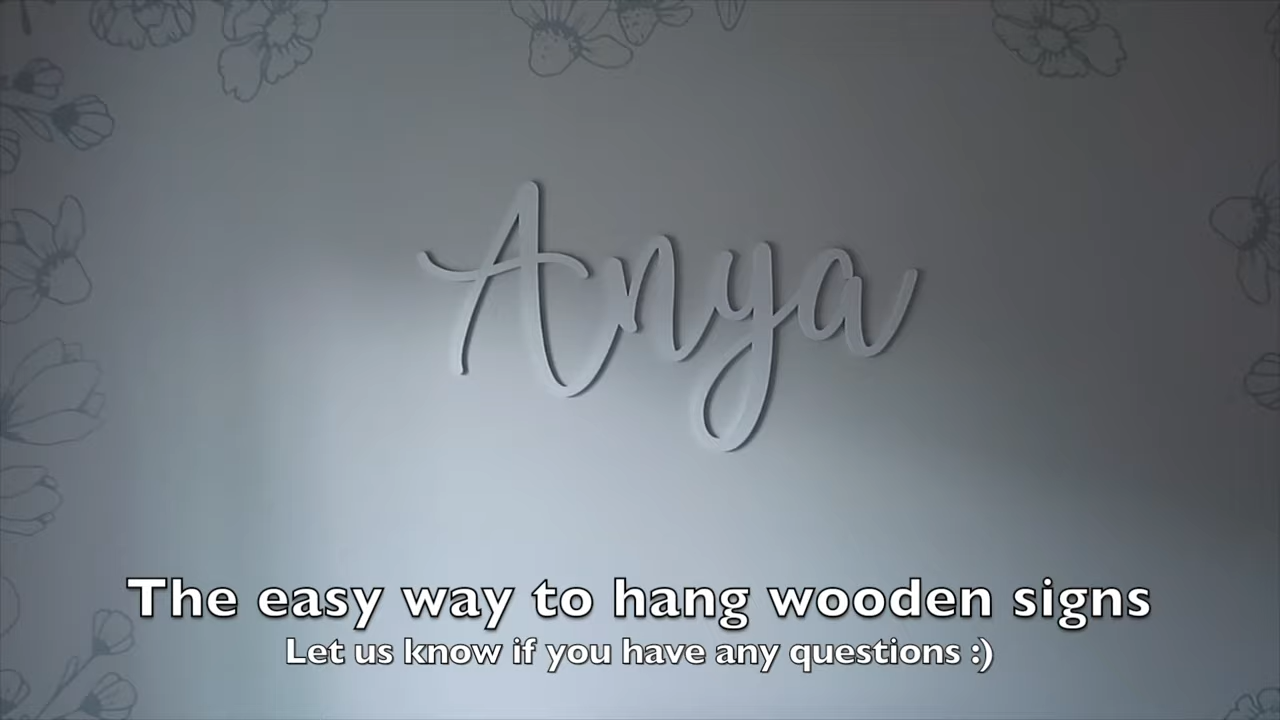 Anya
The easy way to hang wooden signs
Let us know if you have any questions :)